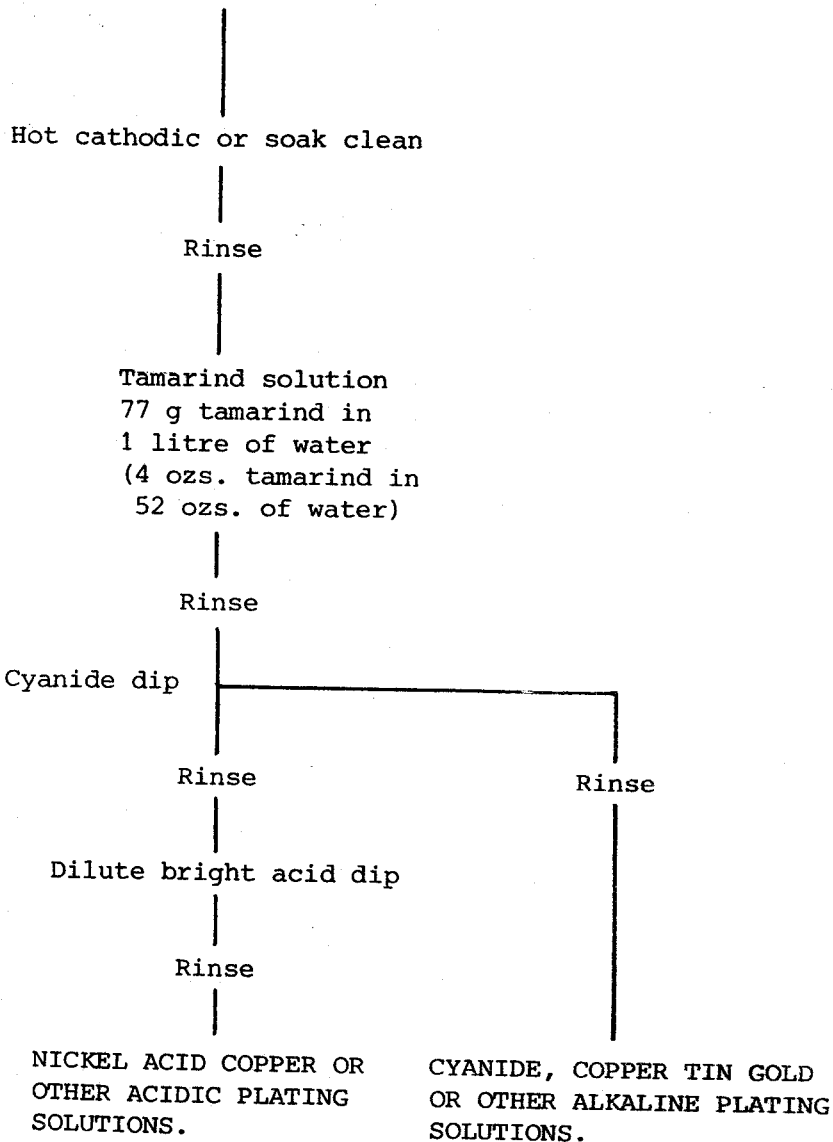 Hot cathodic or soak clean
Rinse
Tamarind solution
77 g tamarind in
1 litre of water
(4 ozs. tamarind in
52 ozs. of water)
Rinse
Cyanide dip
Rinse
Rinse
Dilute bright acid dip
Rinse
NICKEL ACID COPPER OR
OTHER ACIDIC PLATING
SOLUTIONS.
CYANIDE, COPPER TIN GOLD
OR OTHER ALKALINE PLATING
SOLUTIONS.